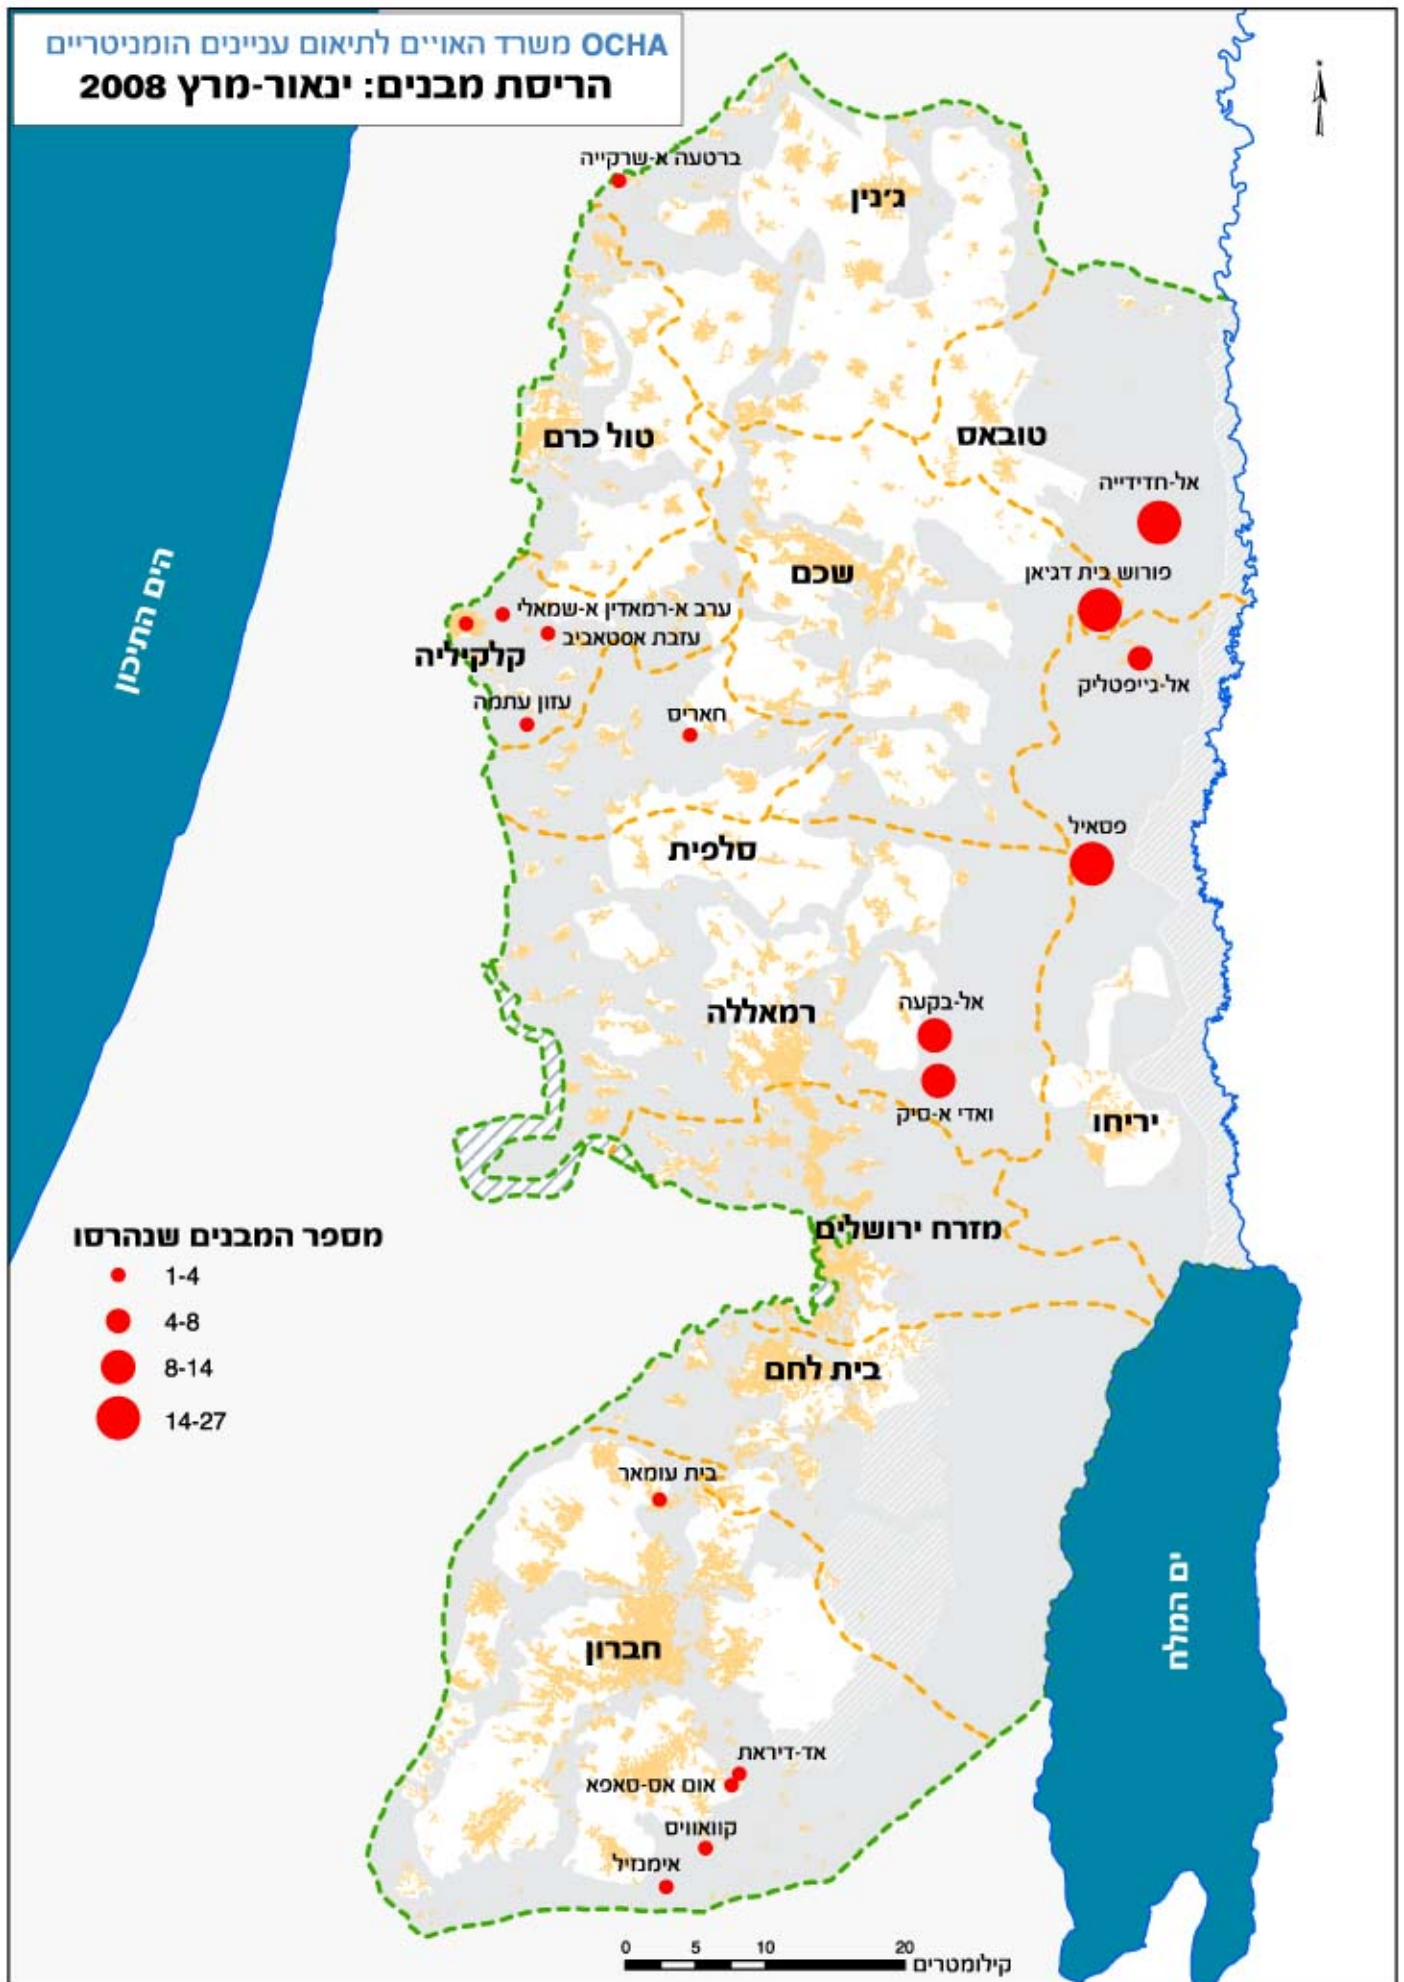 OCHA משרד האו״ם לתיאום עניינים הומניטריים
הריסת מבנים: ינאור-מרץ 2008
ברטעה א-שרקייה
ג׳נין
טול כרם
טובאס
אל-חדידייה
שכם
פורוש בית דג׳אן
ערב א-רמאדין א-שמאלי
עזבת אסטאביב
קלקיליה
אל-ג׳יפטליק
עזון עתמה
חאריס
פסאיל
סלפית
הים התיכון
רמאללה
אל-בקעה
ואדי א-סיק
יריחו
מזרח ירושלים
מספר המבנים שנהרסו
1-4
4-8
8-14
14-27
בית לחם
בית עומאר
חברון
ים המלח
אד-דיראת
אום אס-סאפא
קוואוויס
אימנזיל
0 5 10 20
קילומטרים